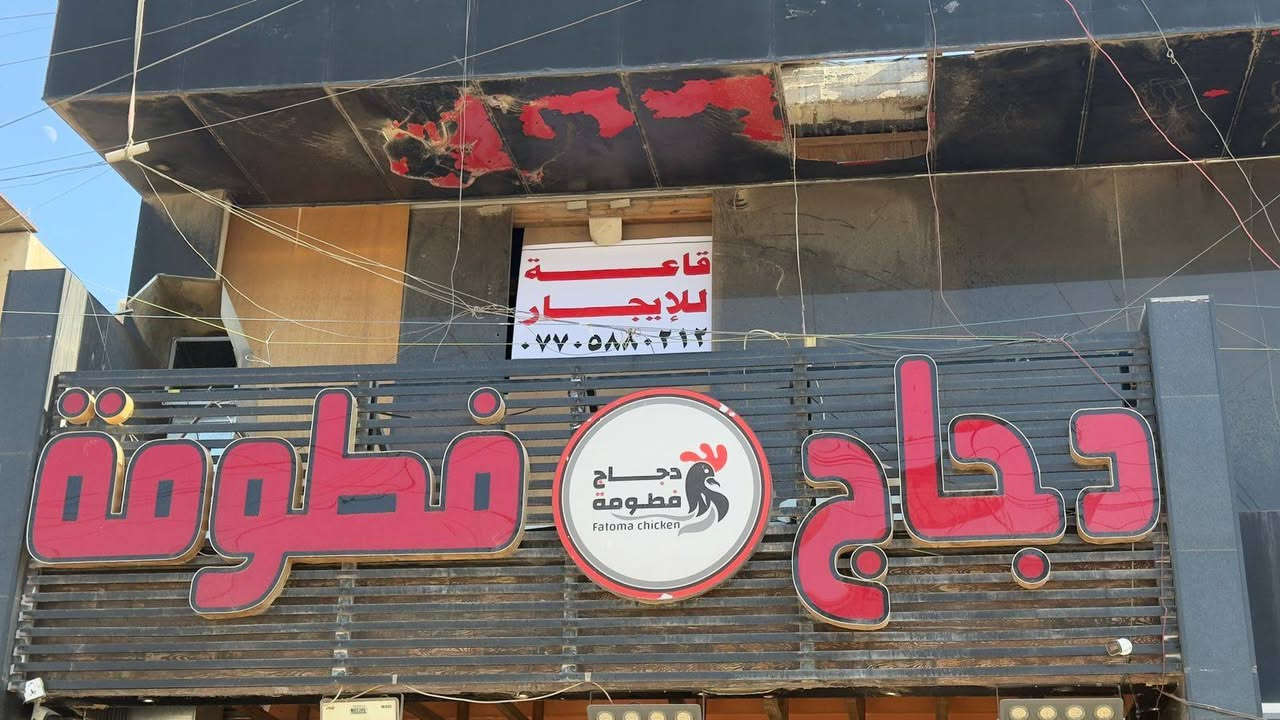 قاعة
للإيجار
٠٧٧٠٥٨٨٠٢١٢
دجاج فطومة
دجاج
فطومة
Fatoma chicken